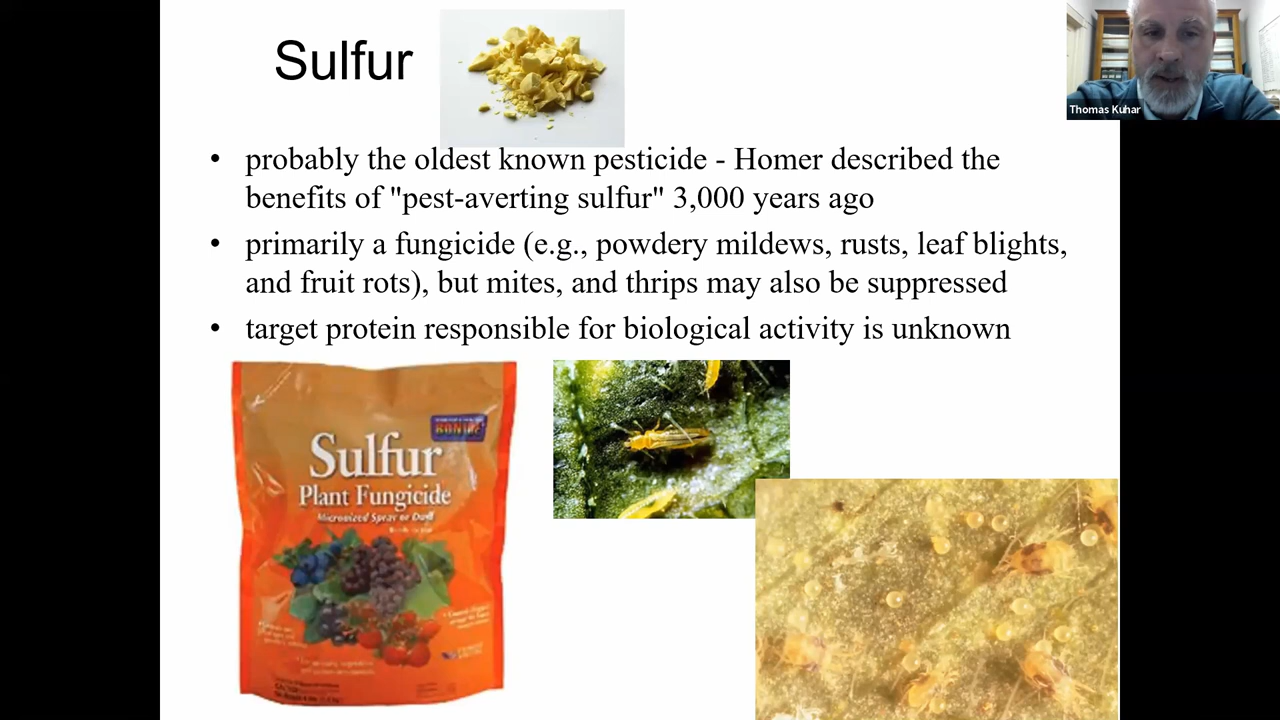 Sulfur
Thomas Kuhar
• probably the oldest known pesticide - Homer described the
benefits of "pest-averting sulfur" 3,000 years ago
• primarily a fungicide (e.g., powdery mildews, rusts, leaf blights,
and fruit rots), but mites, and thrips may also be suppressed
• target protein responsible for biological activity is unknown
BONIDE
Sulfur
Plant Fungicide
Micronized Spray or Dust